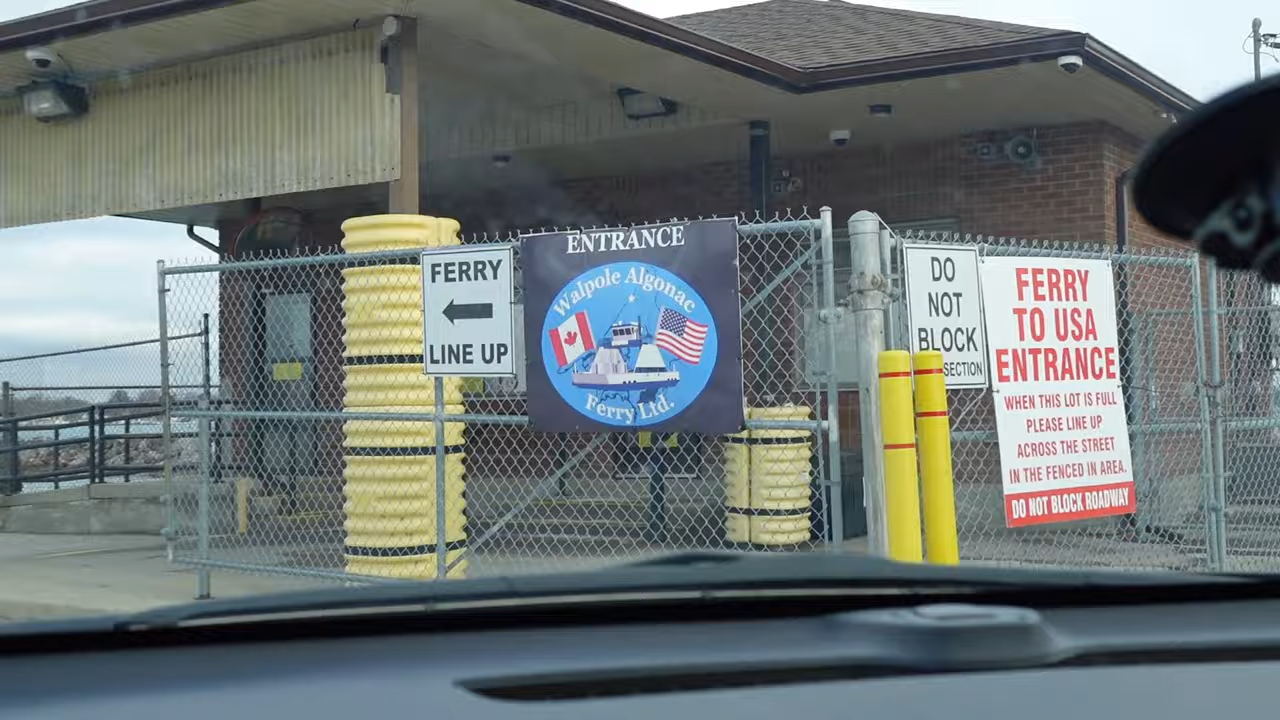 FERRY
LINE UP
ENTRANCE
Walpole Algonac
Ferry Ltd.
DO
NOT
BLOCK
SECTION
FERRY
TO USA
ENTRANCE
WHEN THIS LOT IS FULL
PLEASE LINE UP
ACROSS THE STREET
IN THE FENCED IN AREA.
DO NOT BLOCK ROADWAY